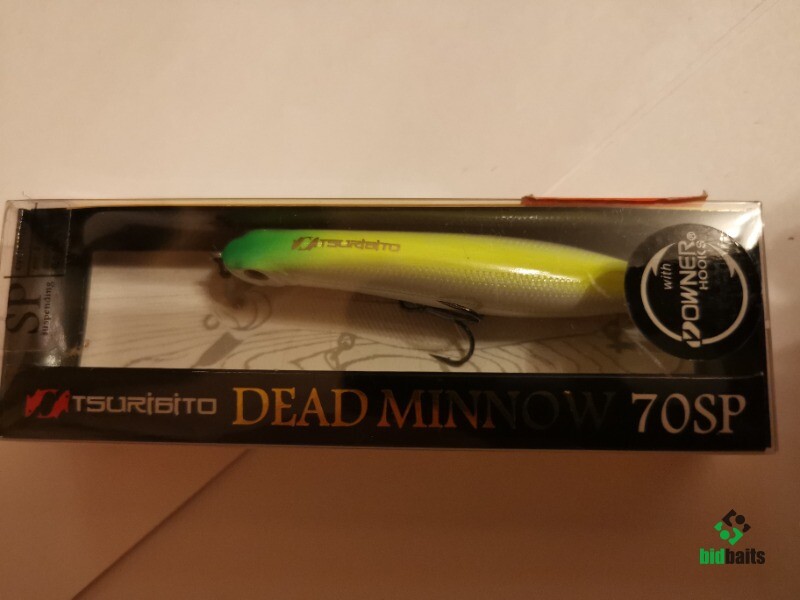 TSURIBITO
with
OWNER®
HOOKS
SP
suspending
TSURIBITO DEAD MINNOW 70SP
bidbaits